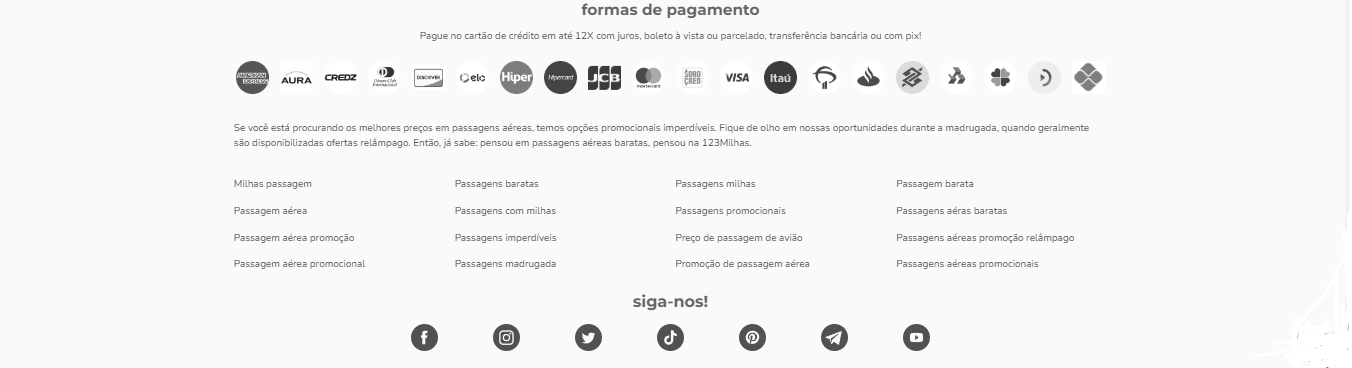 formas de pagamento
Pague no cartão de crédito em até 12X com juros, boleto à vista ou parcelado, transferência bancária ou com pix!
AMERICAN EXPRESS AURA CREDZ Diners Club International DISCOVER elo Hiper Hipercard JCB mastercard SORO CRED VISA Itaú
Se você está procurando os melhores preços em passagens aéreas, temos opções promocionais imperdíveis. Fique de olho em nossas oportunidades durante a madrugada, quando geralmente
são disponibilizadas ofertas relâmpago. Então, já sabe: pensou em passagens aéreas baratas, pensou na 123Milhas.
Milhas passagem Passagens baratas Passagens milhas Passagem barata
Passagem aérea Passagens com milhas Passagens promocionais Passagens aéras baratas
Passagem aérea promoção Passagens imperdíveis Preço de passagem de avião Passagens aéreas promoção relâmpago
Passagem aérea promocional Passagens madrugada Promoção de passagem aérea Passagens aéreas promocionais
siga-nos!